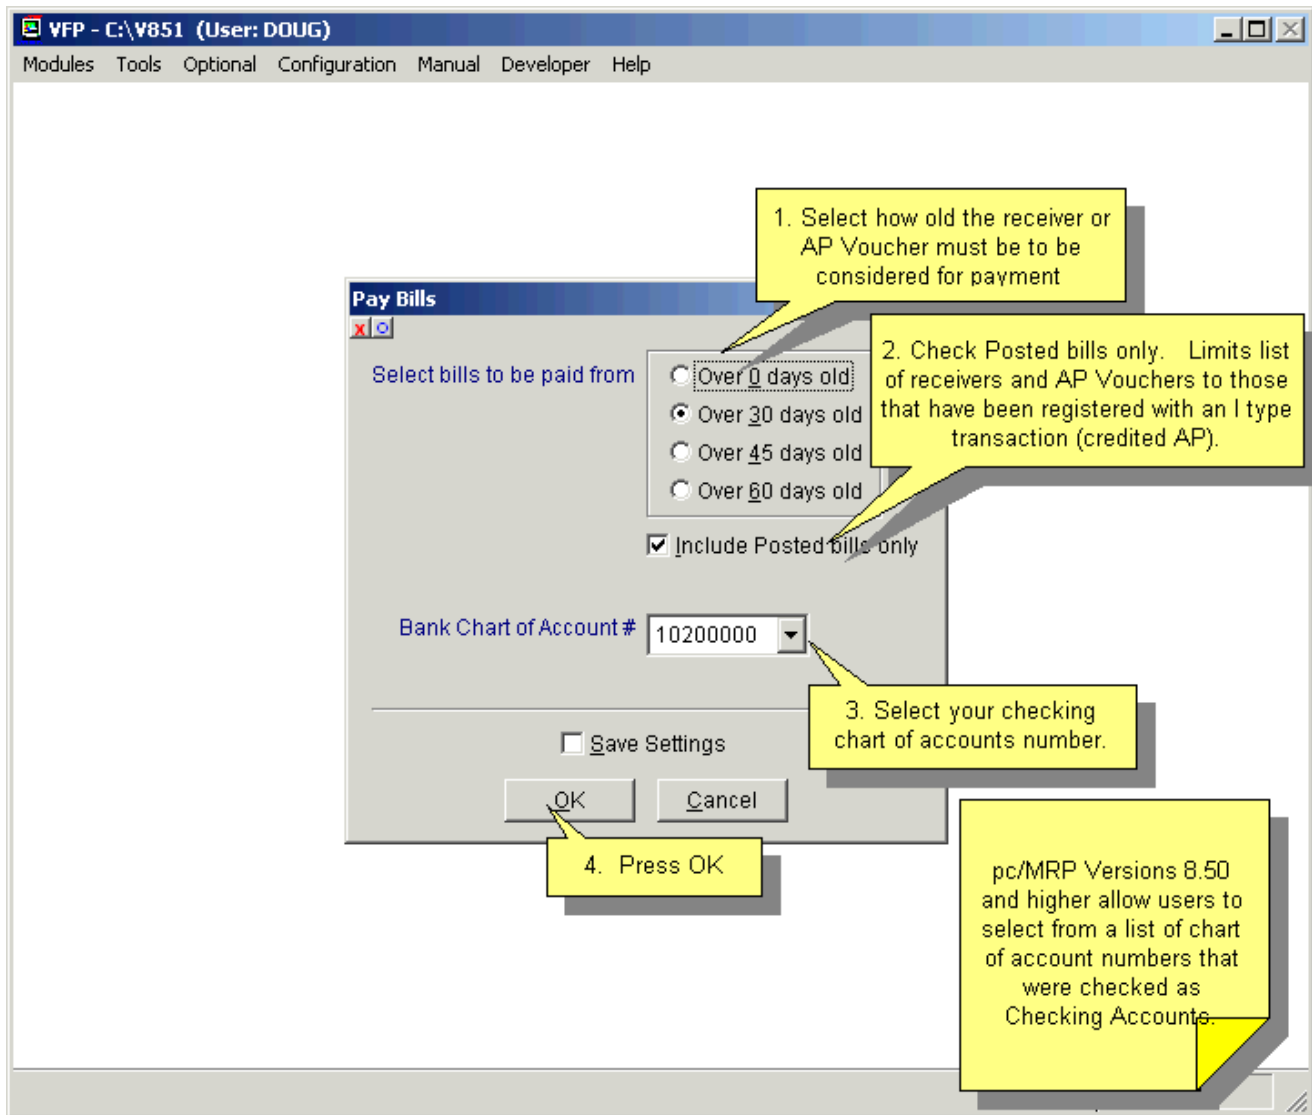 VFP - C:\V851 (User: DOUG)
Modules Tools Optional Configuration Manual Developer Help
1. Select how old the receiver or
AP Voucher must be to be
considered for payment
Pay Bills
Select bills to be paid from
Over 0 days old
Over 30 days old
Over 45 days old
Over 60 days old
2. Check Posted bills only. Limits list
of receivers and AP Vouchers to those
that have been registered with an I type
transaction (credited AP).
Include Posted bills only
Bank Chart of Account #
10200000
3. Select your checking
chart of accounts number.
Save Settings
OK
Cancel
4. Press OK
pc/MRP Versions 8.50
and higher allow users to
select from a list of chart
of account numbers that
were checked as
Checking Accounts.